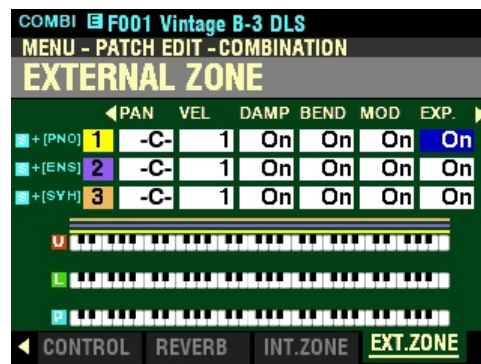 COMBI E F001 Vintage B-3 DLS
MENU - PATCH EDIT - COMBINATION
EXTERNAL ZONE
PAN VEL DAMP BEND MOD EXP.
S + [PNO] 1 -C- 1 On On On On
S + [ENS] 2 -C- 1 On On On On
S + [SYH] 3 -C- 1 On On On On
U
L
P
CONTROL REVERB INT.ZONE EXT.ZONE